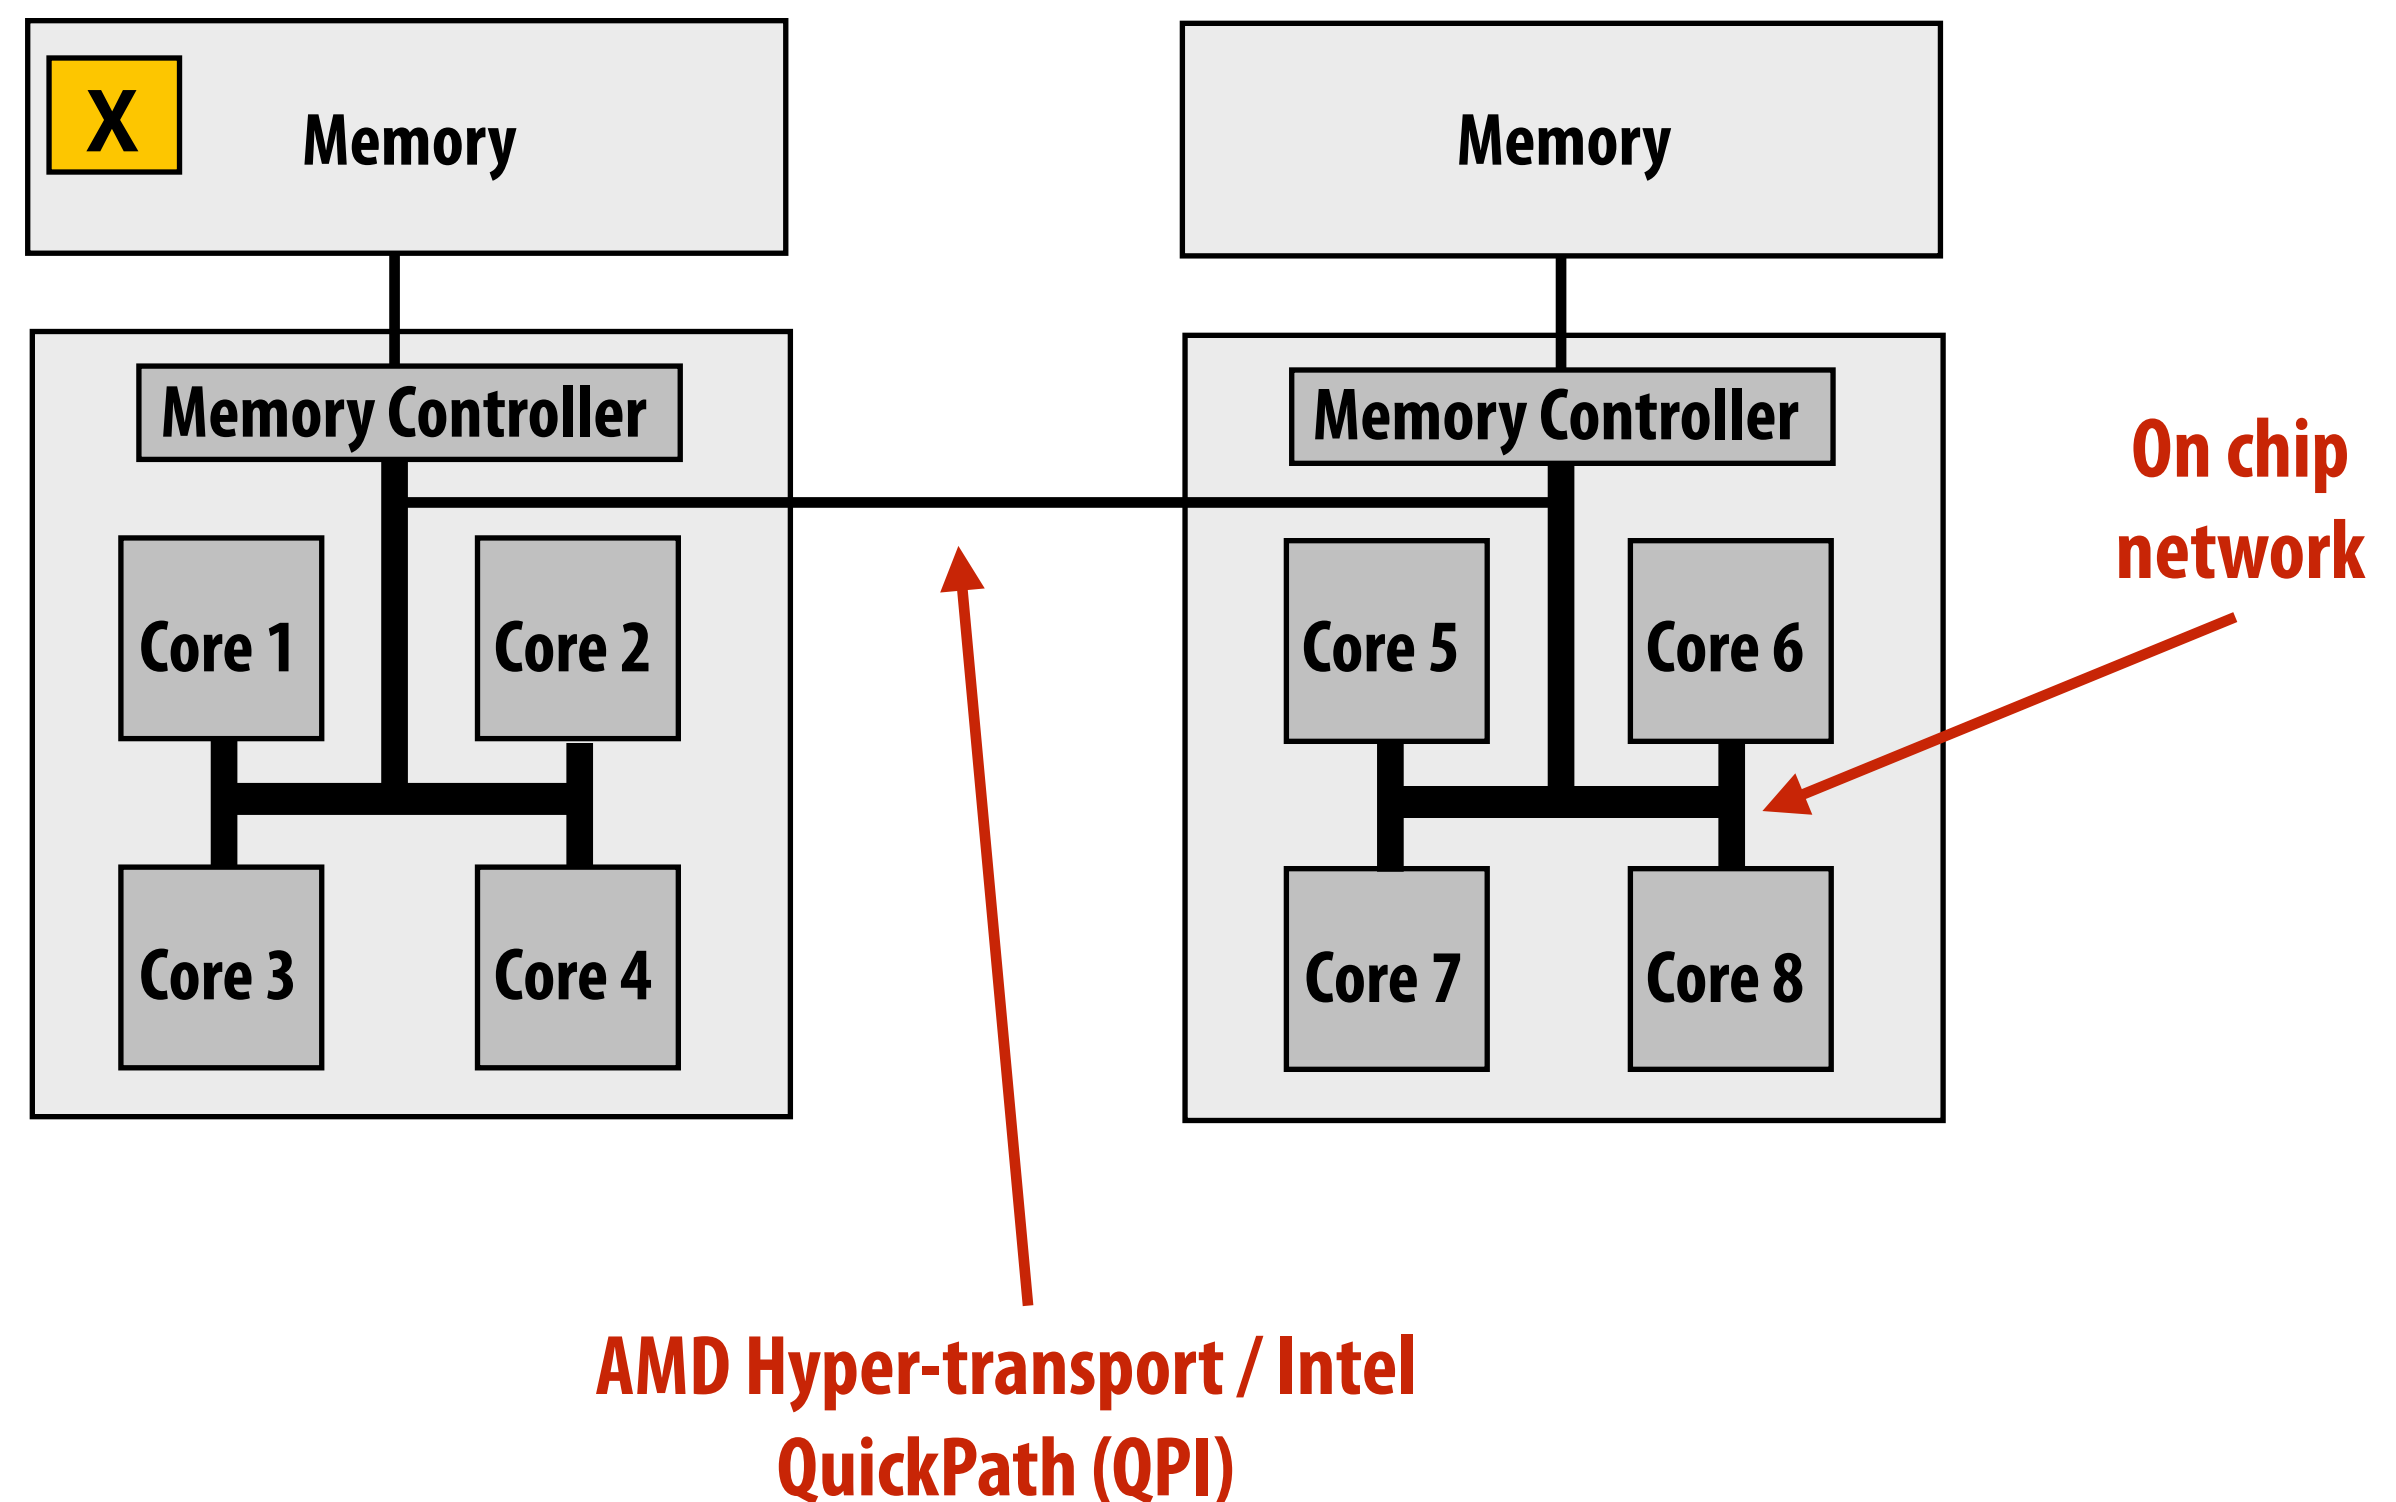 X
Memory
Memory
Memory Controller
Memory Controller
On chip
network
Core 1
Core 2
Core 5
Core 6
Core 3
Core 4
Core 7
Core 8
AMD Hyper-transport / Intel
QuickPath (QPI)